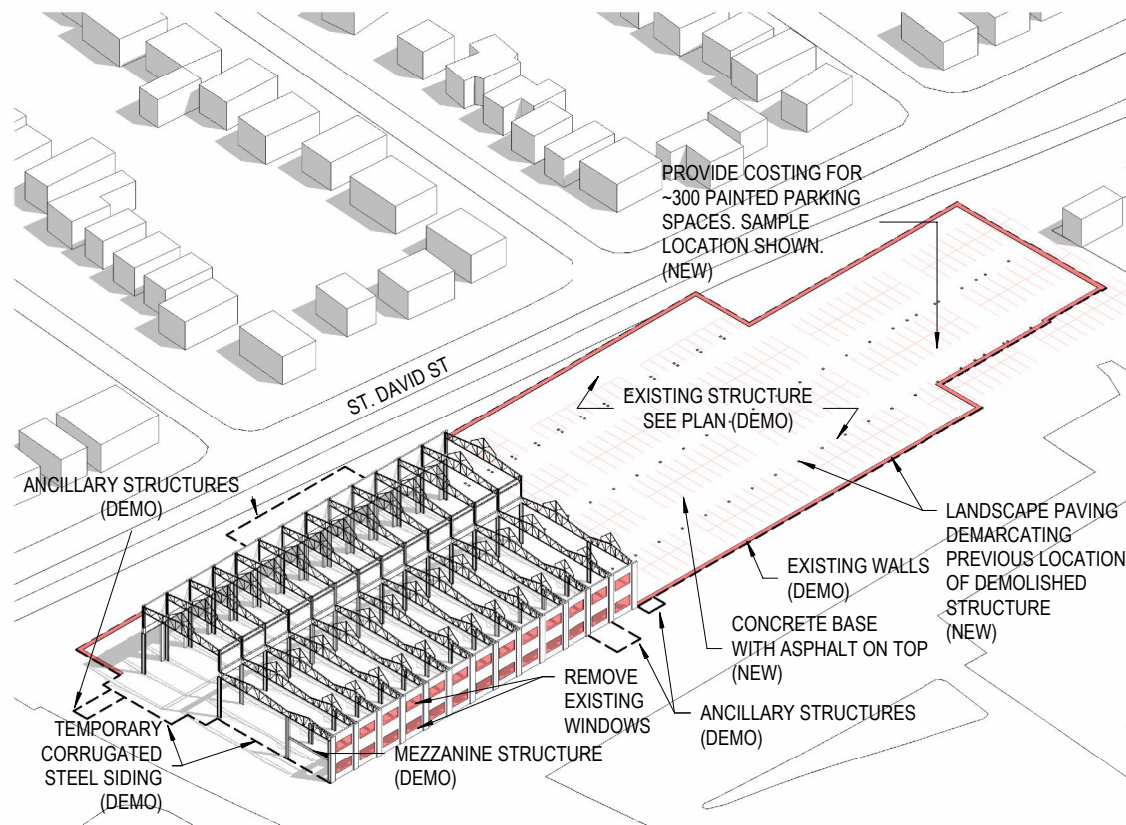 PROVIDE COSTING FOR
~300 PAINTED PARKING
SPACES. SAMPLE
LOCATION SHOWN.
(NEW)
ST. DAVID ST
EXISTING STRUCTURE
SEE PLAN (DEMO)
ANCILLARY STRUCTURES
(DEMO)
LANDSCAPE PAVING
DEMARCATING
PREVIOUS LOCATION
OF DEMOLISHED
STRUCTURE
(NEW)
EXISTING WALLS
(DEMO)
CONCRETE BASE
WITH ASPHALT ON TOP
(NEW)
REMOVE
EXISTING
WINDOWS
ANCILLARY STRUCTURES
(DEMO)
TEMPORARY
CORRUGATED
STEEL SIDING
(DEMO)
MEZZANINE STRUCTURE
(DEMO)